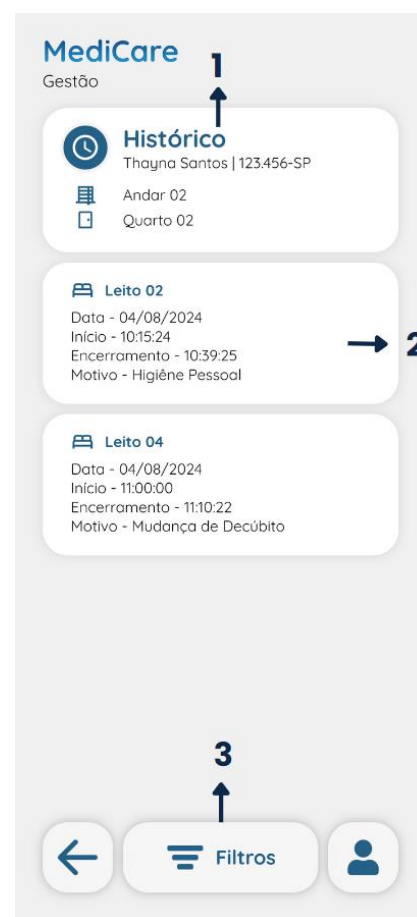 MediCare
Gestão
1
Histórico
Thayna Santos | 123.456-SP
Andar 02
Quarto 02
Leito 02
Data - 04/08/2024
Início - 10:15:24
Encerramento - 10:39:25
Motivo - Higiêne Pessoal
2
Leito 04
Data - 04/08/2024
Início - 11:00:00
Encerramento - 11:10:22
Motivo - Mudança de Decúbito
3
Filtros